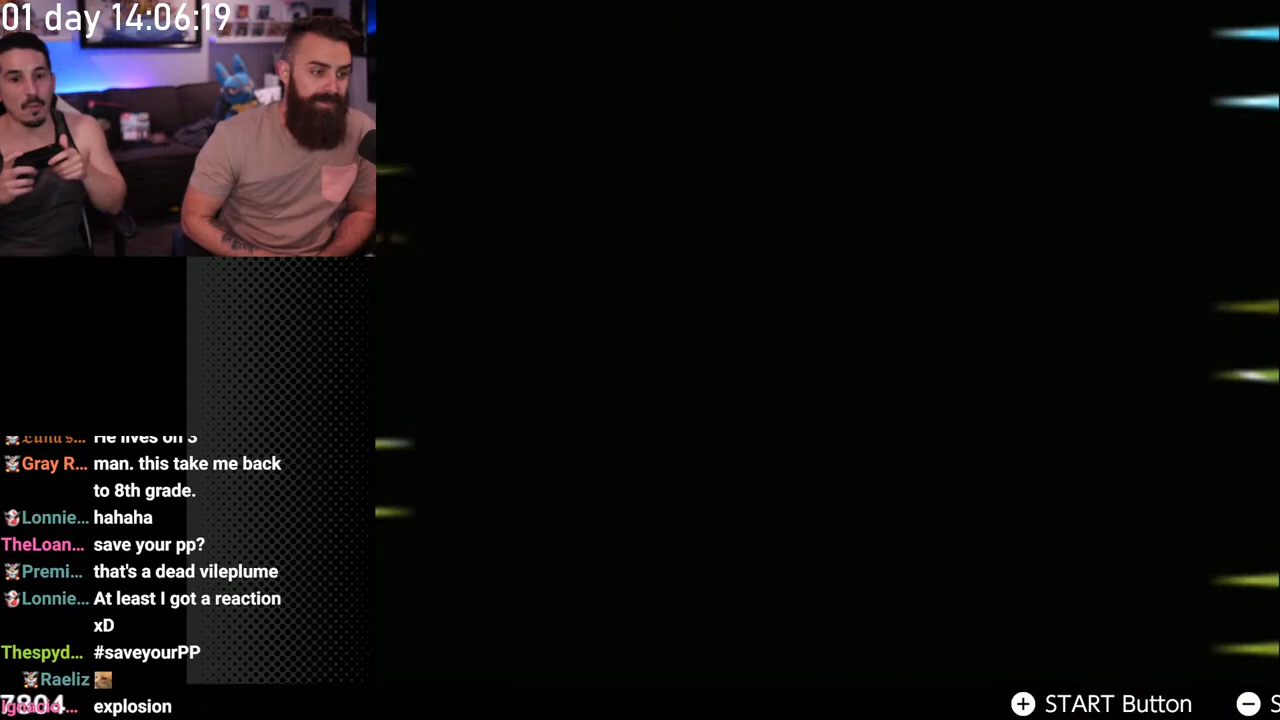 01 day 14:06:19
He lives on 3
Gray R... man. this take me back
to 8th grade.
Lonnie... hahaha
TheLoan... save your pp?
Premi... that's a dead vileplume
Lonnie... At least I got a reaction
xD
Thespyd... #saveyourPP
Raeliz
7804 explosion
+ START Button - S